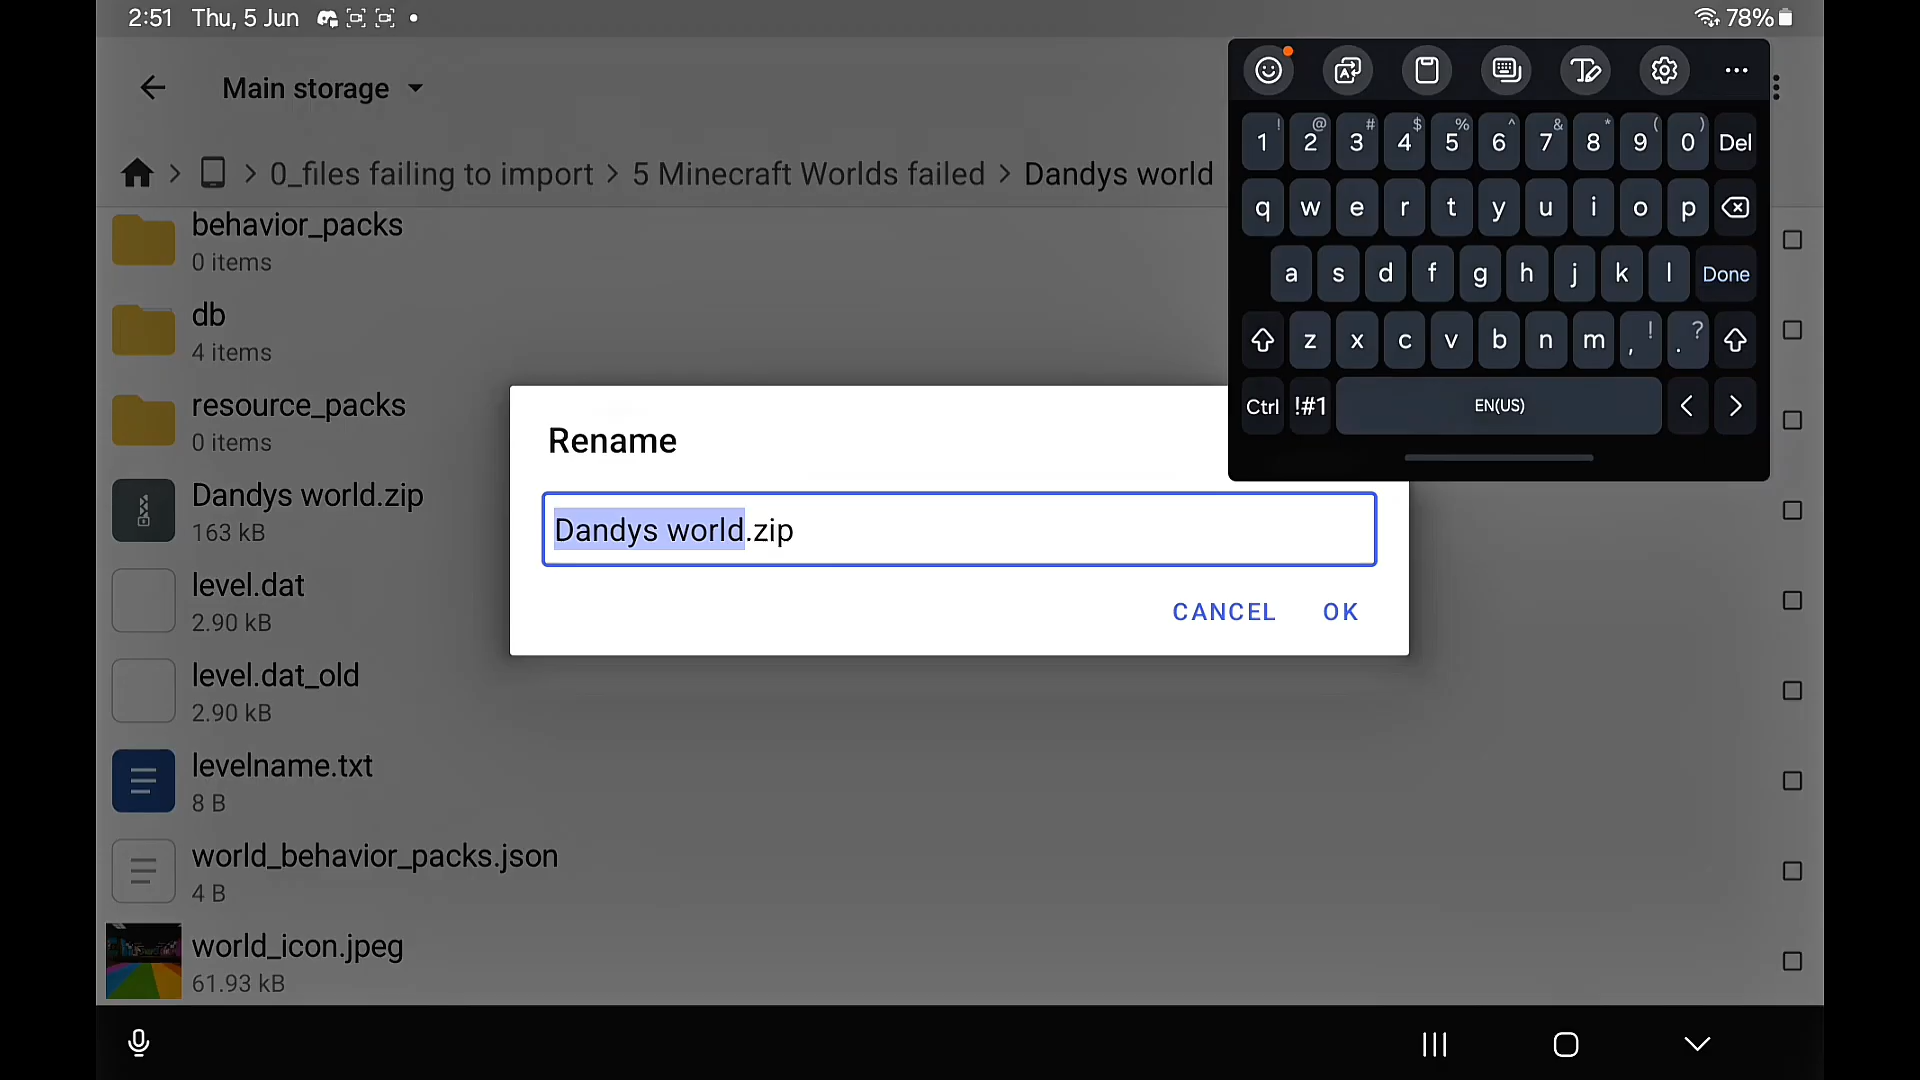 2:51 Thu, 5 Jun
78%
Main storage
0_files failing to import > 5 Minecraft Worlds failed > Dandys world
behavior_packs
0 items
db
4 items
resource_packs
0 items
Dandys world.zip
163 kB
level.dat
2.90 kB
level.dat_old
2.90 kB
levelname.txt
8 B
world_behavior_packs.json
4 B
world_icon.jpeg
61.93 kB
Rename
Dandys world.zip
CANCEL OK
! @ # $ % ^ & * ( )
1 2 3 4 5 6 7 8 9 0 Del
q w e r t y u i o p
a s d f g h j k l Done
z x c v b n m , ! . ?
Ctrl !#1 EN(US) < >